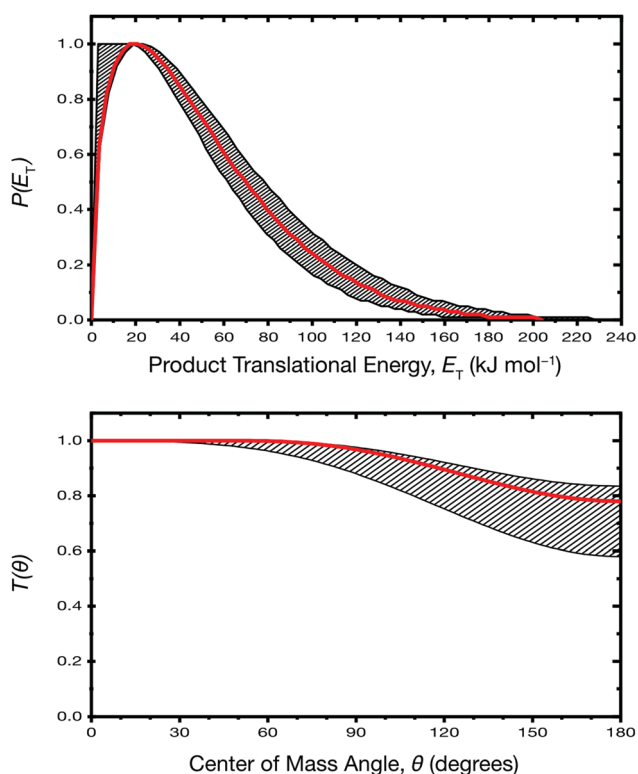 1.0
0.8
0.6
0.4
0.2
0.0
P(E_T)
0 20 40 60 80 100 120 140 160 180 200 220 240
Product Translational Energy, E_T (kJ mol⁻¹)
1.0
0.8
0.6
0.4
0.2
0.0
T(θ)
0 30 60 90 120 150 180
Center of Mass Angle, θ (degrees)